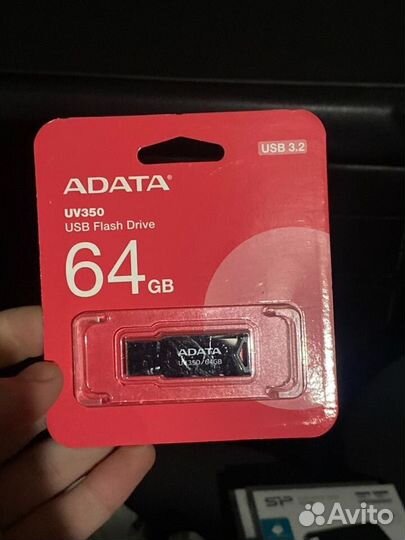 USB 3.2
ADATA®
UV350
USB Flash Drive
64GB
ADATA
UV350/64GB
SP
Avito